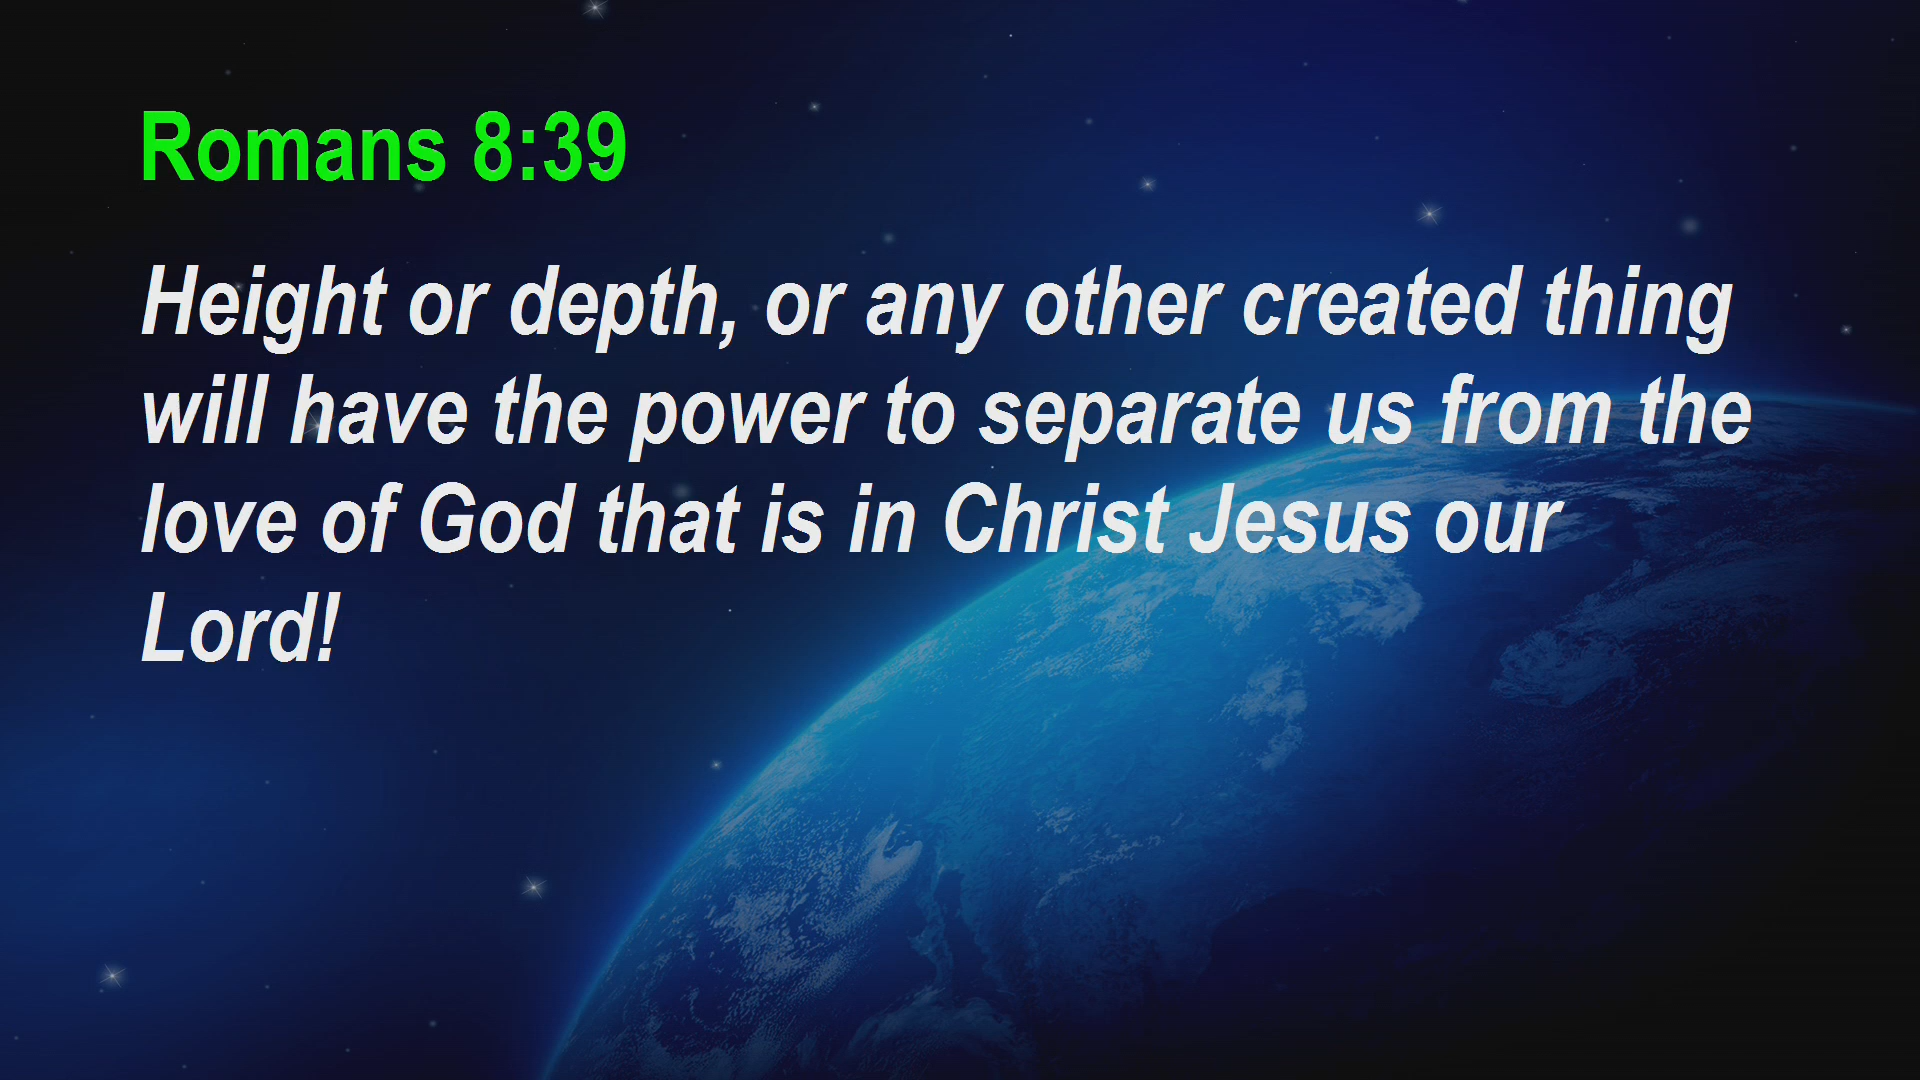 Romans 8:39
Height or depth, or any other created thing
will have the power to separate us from the
love of God that is in Christ Jesus our
Lord!